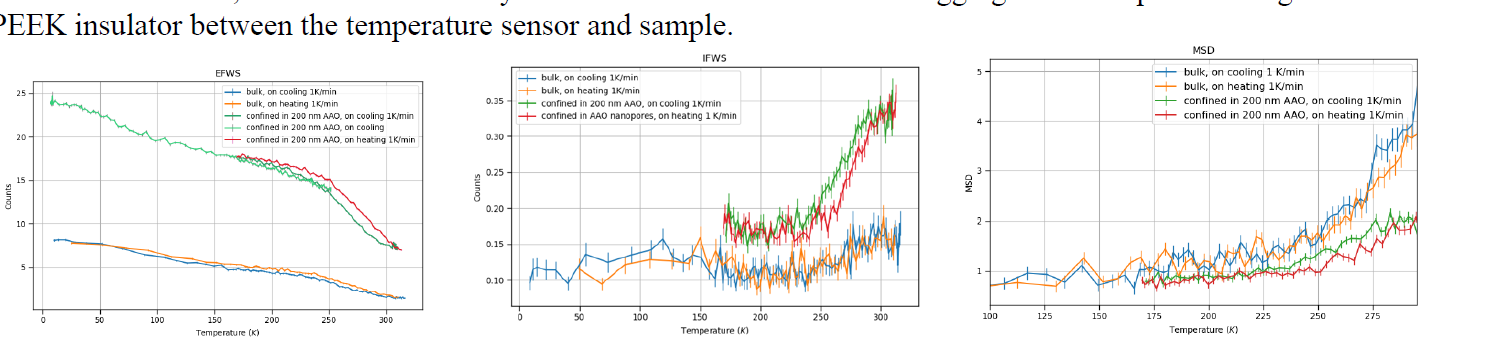 PEEK insulator between the temperature sensor and sample.
EFWS
bulk, on cooling 1K/min
bulk, on heating 1K/min
confined in 200 nm AAO, on cooling 1K/min
confined in 200 nm AAO, on cooling
confined in 200 nm AAO, on heating 1K/min
Counts
25
20
15
10
5
0
50
100
150
200
250
300
Temperature (K)
IFWS
bulk, on cooling 1K/min
bulk, on heating 1K/min
confined in 200 nm AAO, on cooling 1K/min
confined in AAO nanopores, on heating 1 K/min
Counts
0.35
0.30
0.25
0.20
0.15
0.10
0
50
100
150
200
250
300
Temperature (K)
MSD
bulk, on cooling 1 K/min
bulk, on heating 1K/min
confined in 200 nm AAO, on cooling 1K/min
confined in 200 nm AAO, on heating 1K/min
MSD
5
4
3
2
1
100
125
150
175
200
225
250
275
Temperature (K)